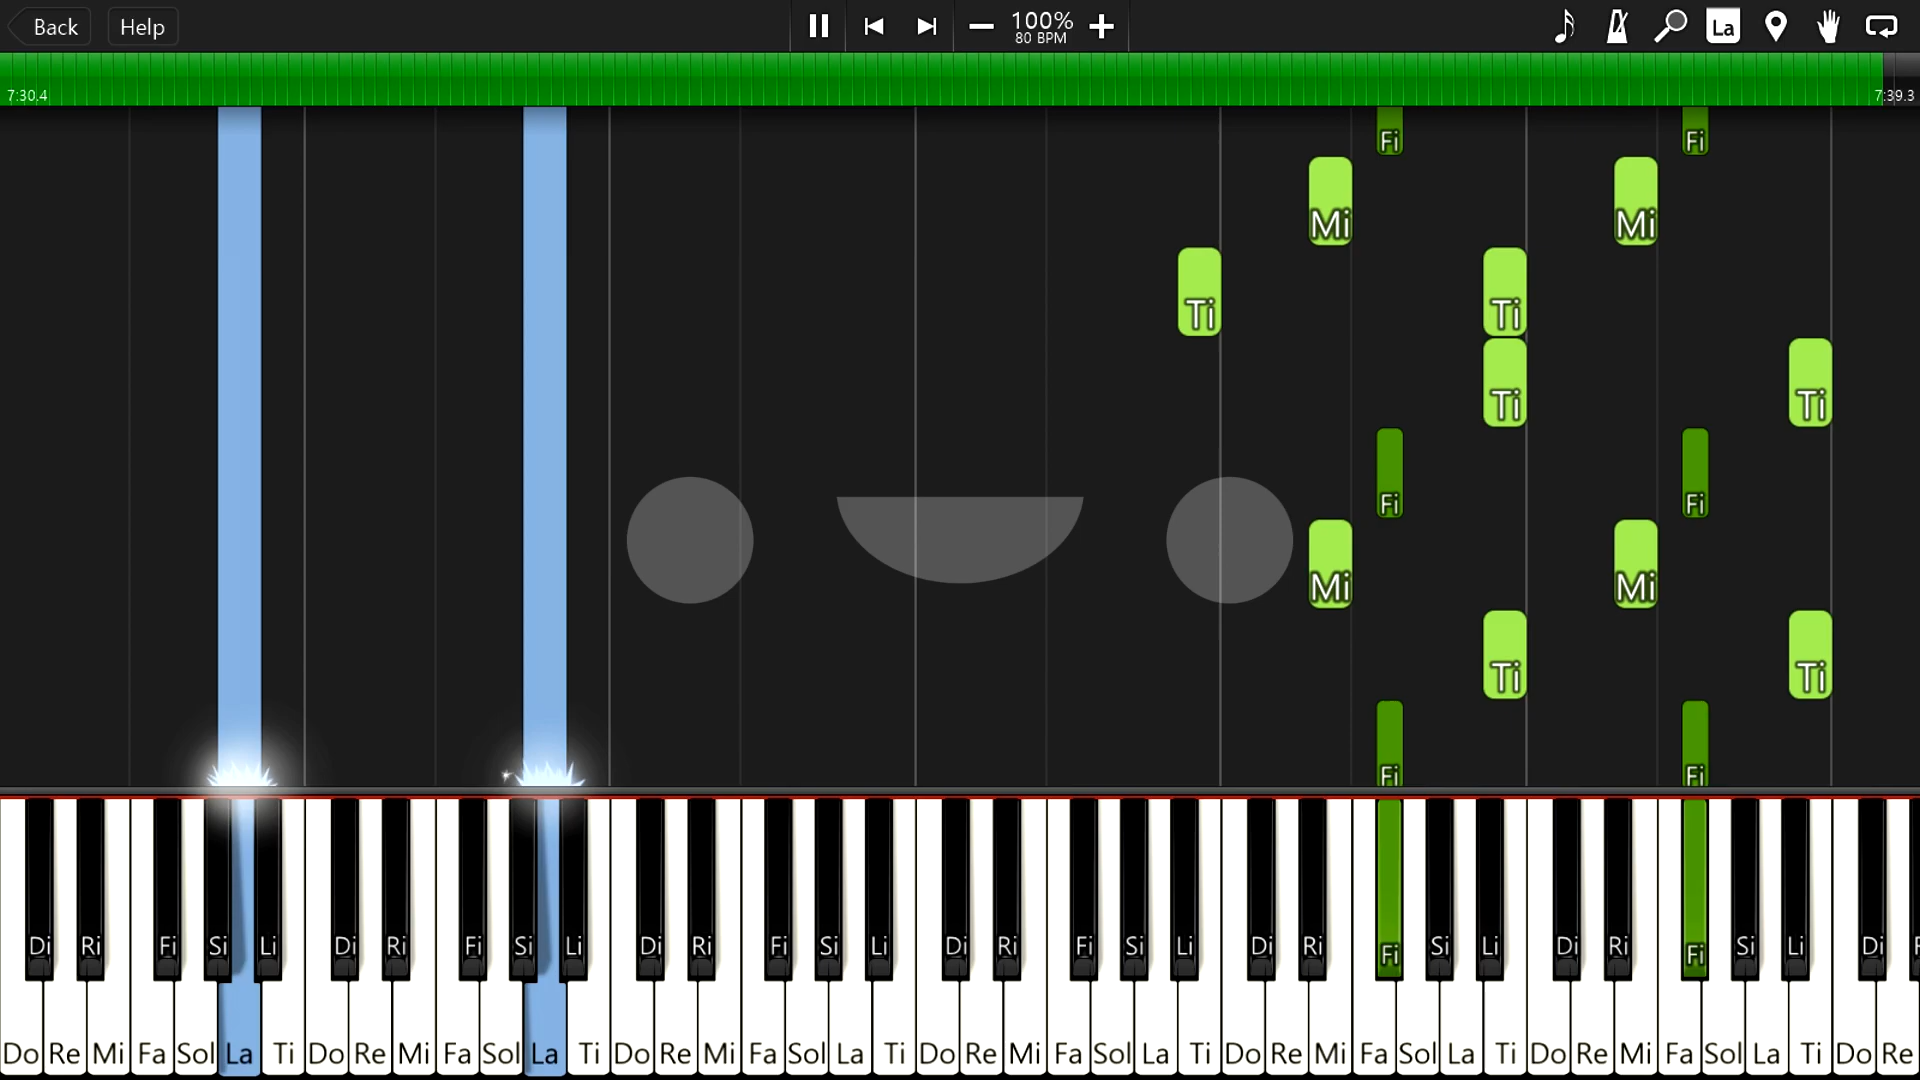 Back Help 100% La
80 BPM
7:30.4 7:39.3
Fi Fi
Mi Mi
Ti Ti
Ti Ti
Fi Fi
Mi Mi
Ti Ti
Fi Fi
Di Ri Fi Si Li Di Ri Fi Si Li Di Ri Fi Si Li Di Ri Fi Si Li Di Ri Fi Si Li Di Ri Fi Si Li Di
Do Re Mi Fa Sol La Ti Do Re Mi Fa Sol La Ti Do Re Mi Fa Sol La Ti Do Re Mi Fa Sol La Ti Do Re Mi Fa Sol La Ti Do Re Mi Fa Sol La Ti Do Re